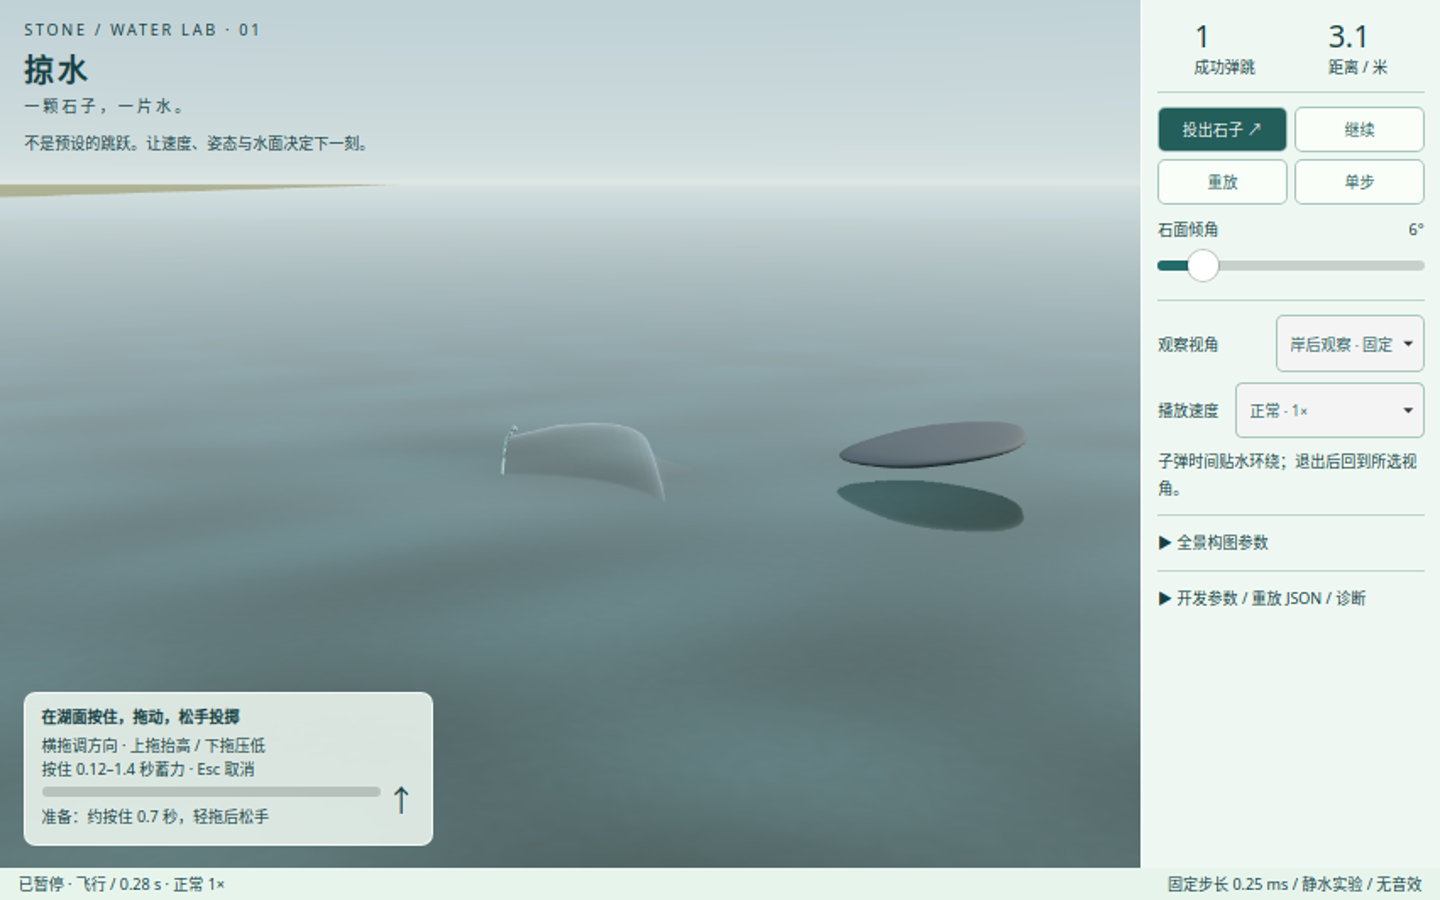 STONE / WATER LAB · 01
掠水
一颗石子，一片水。
不是预设的跳跃。让速度、姿态与水面决定下一刻。
1
成功弹跳
3.1
距离 / 米
投出石子 ↗
继续
重放
单步
石面倾角
6°
观察视角
岸后观察 · 固定
播放速度
正常 · 1×
子弹时间贴水环绕；退出后回到所选视
角。
▶ 全景构图参数
▶ 开发参数 / 重放 JSON / 诊断
在湖面按住，拖动，松手投掷
横拖调方向 · 上拖抬高 / 下拖压低
按住 0.12–1.4 秒蓄力 · Esc 取消
↑
准备：约按住 0.7 秒，轻拖后松手
已暂停 · 飞行 / 0.28 s · 正常 1×
固定步长 0.25 ms / 静水实验 / 无音效